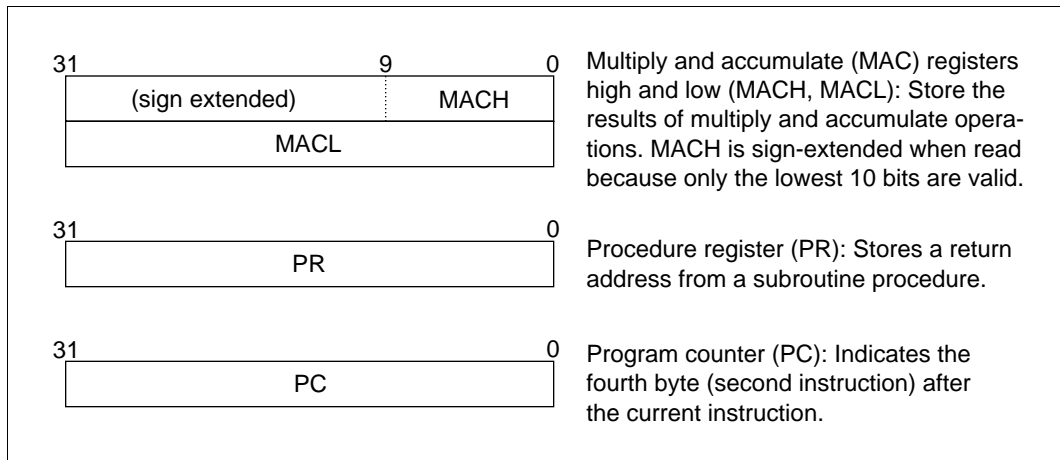 31 9 0
(sign extended) MACH
MACL
Multiply and accumulate (MAC) registers
high and low (MACH, MACL): Store the
results of multiply and accumulate opera-
tions. MACH is sign-extended when read
because only the lowest 10 bits are valid.
31 0
PR
Procedure register (PR): Stores a return
address from a subroutine procedure.
31 0
PC
Program counter (PC): Indicates the
fourth byte (second instruction) after
the current instruction.